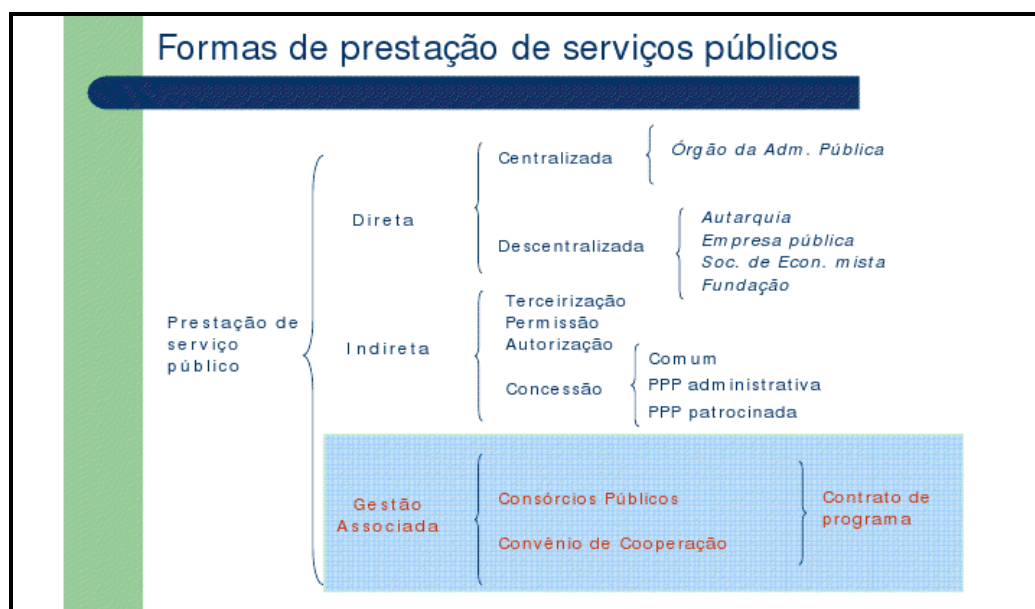 Formas de prestação de serviços públicos
Prestação de
serviço
público
Direta
Centralizada
Órgão da Adm. Pública
Descentralizada
Autarquia
Empresa pública
Soc. de Econ. mista
Fundação
Indireta
Terceirização
Permissão
Autorização
Concessão
Comum
PPP administrativa
PPP patrocinada
Gestão
Associada
Consórcios Públicos
Convênio de Cooperação
Contrato de
programa